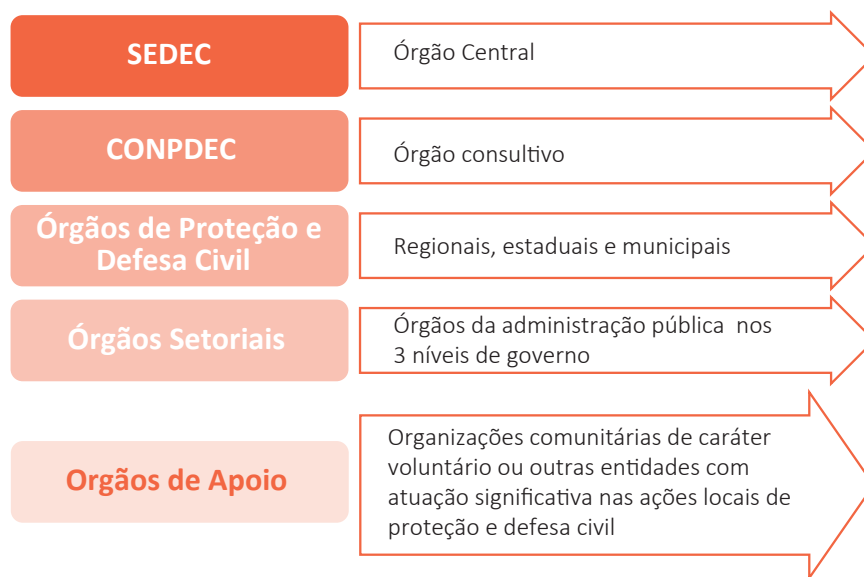 SEDEC
Órgão Central
CONPDEC
Órgão consultivo
Órgãos de Proteção e
Defesa Civil
Regionais, estaduais e municipais
Órgãos Setoriais
Órgãos da administração pública nos
3 níveis de governo
Orgãos de Apoio
Organizações comunitárias de caráter
voluntário ou outras entidades com
atuação significativa nas ações locais de
proteção e defesa civil